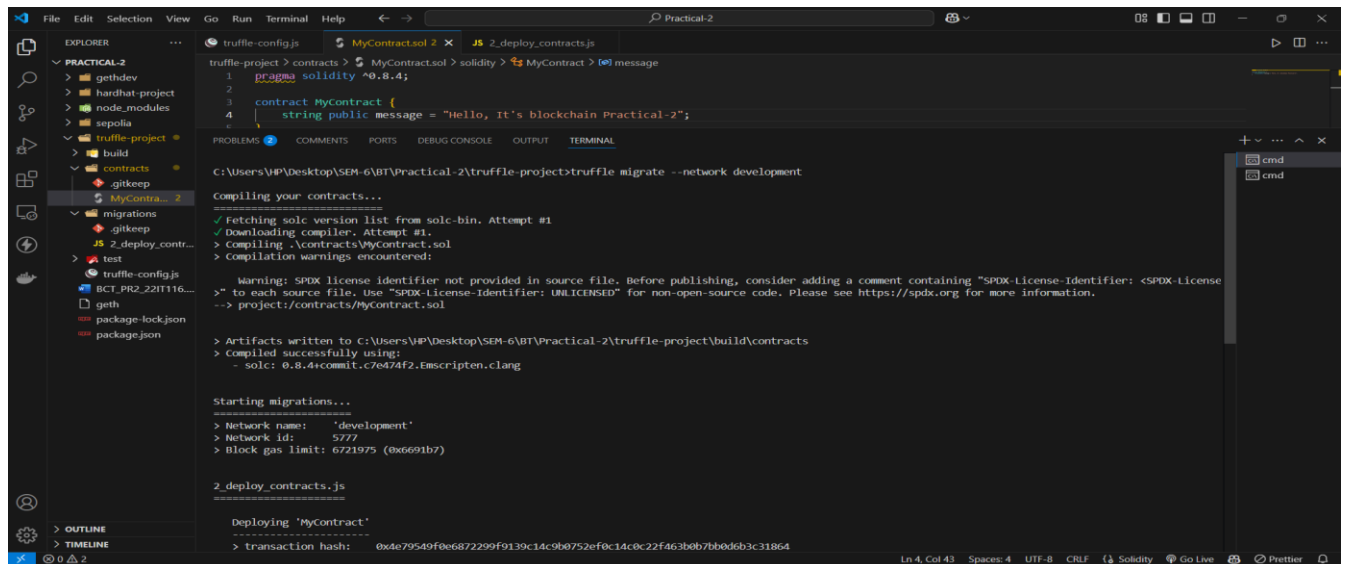 File Edit Selection View Go Run Terminal Help
Practical-2
EXPLORER
PRACTICAL-2
gethdev
hardhat-project
node_modules
sepolia
truffle-project
build
contracts
.gitkeep
MyContra... 2
migrations
.gitkeep
JS 2_deploy_contr...
test
truffle-config.js
BCT_PR2_22IT116....
geth
package-lock.json
package.json
OUTLINE
TIMELINE
truffle-config.js MyContract.sol 2 JS 2_deploy_contracts.js
truffle-project > contracts > MyContract.sol > solidity > MyContract > message
1 pragma solidity ^0.8.4;
2
3 contract MyContract {
4 string public message = "Hello, It's blockchain Practical-2";
PROBLEMS 2 COMMENTS PORTS DEBUG CONSOLE OUTPUT TERMINAL
cmd
cmd
C:\Users\HP\Desktop\SEM-6\BT\Practical-2\truffle-project>truffle migrate --network development
Compiling your contracts...
===========================
✓ Fetching solc version list from solc-bin. Attempt #1
✓ Downloading compiler. Attempt #1.
> Compiling .\contracts\MyContract.sol
> Compilation warnings encountered:
Warning: SPDX license identifier not provided in source file. Before publishing, consider adding a comment containing "SPDX-License-Identifier: <SPDX-License
>" to each source file. Use "SPDX-License-Identifier: UNLICENSED" for non-open-source code. Please see https://spdx.org for more information.
--> project:/contracts/MyContract.sol
> Artifacts written to C:\Users\HP\Desktop\SEM-6\BT\Practical-2\truffle-project\build\contracts
> Compiled successfully using:
- solc: 0.8.4+commit.c7e474f2.Emscripten.clang
Starting migrations...
======================
> Network name: 'development'
> Network id: 5777
> Block gas limit: 6721975 (0x6691b7)
2_deploy_contracts.js
=====================
Deploying 'MyContract'
----------------------
> transaction hash: 0x4e79549f0e6872299f9139c14c9b0752ef0c14c0c22f463b0b7bb0d6b3c31864
0 2
Ln 4, Col 43 Spaces: 4 UTF-8 CRLF Solidity Go Live Prettier